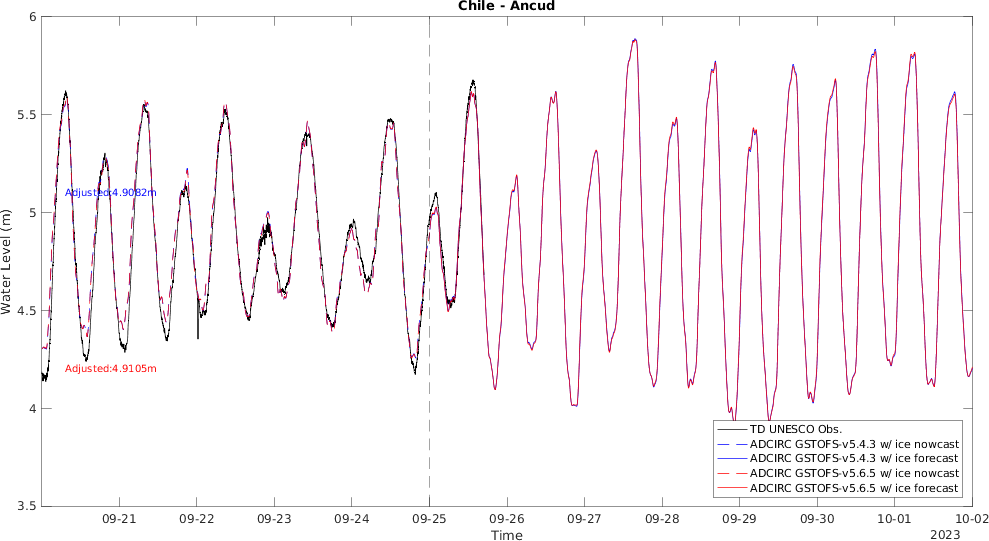 Chile - Ancud
6
5.5
5
4.5
4
3.5
Water Level (m)
Adjusted:4.9082m
Adjusted:4.9105m
TD UNESCO Obs.
ADCIRC GSTOFS-v5.4.3 w/ ice nowcast
ADCIRC GSTOFS-v5.4.3 w/ ice forecast
ADCIRC GSTOFS-v5.6.5 w/ ice nowcast
ADCIRC GSTOFS-v5.6.5 w/ ice forecast
09-21 09-22 09-23 09-24 09-25 09-26 09-27 09-28 09-29 09-30 10-01 10-02
Time
2023